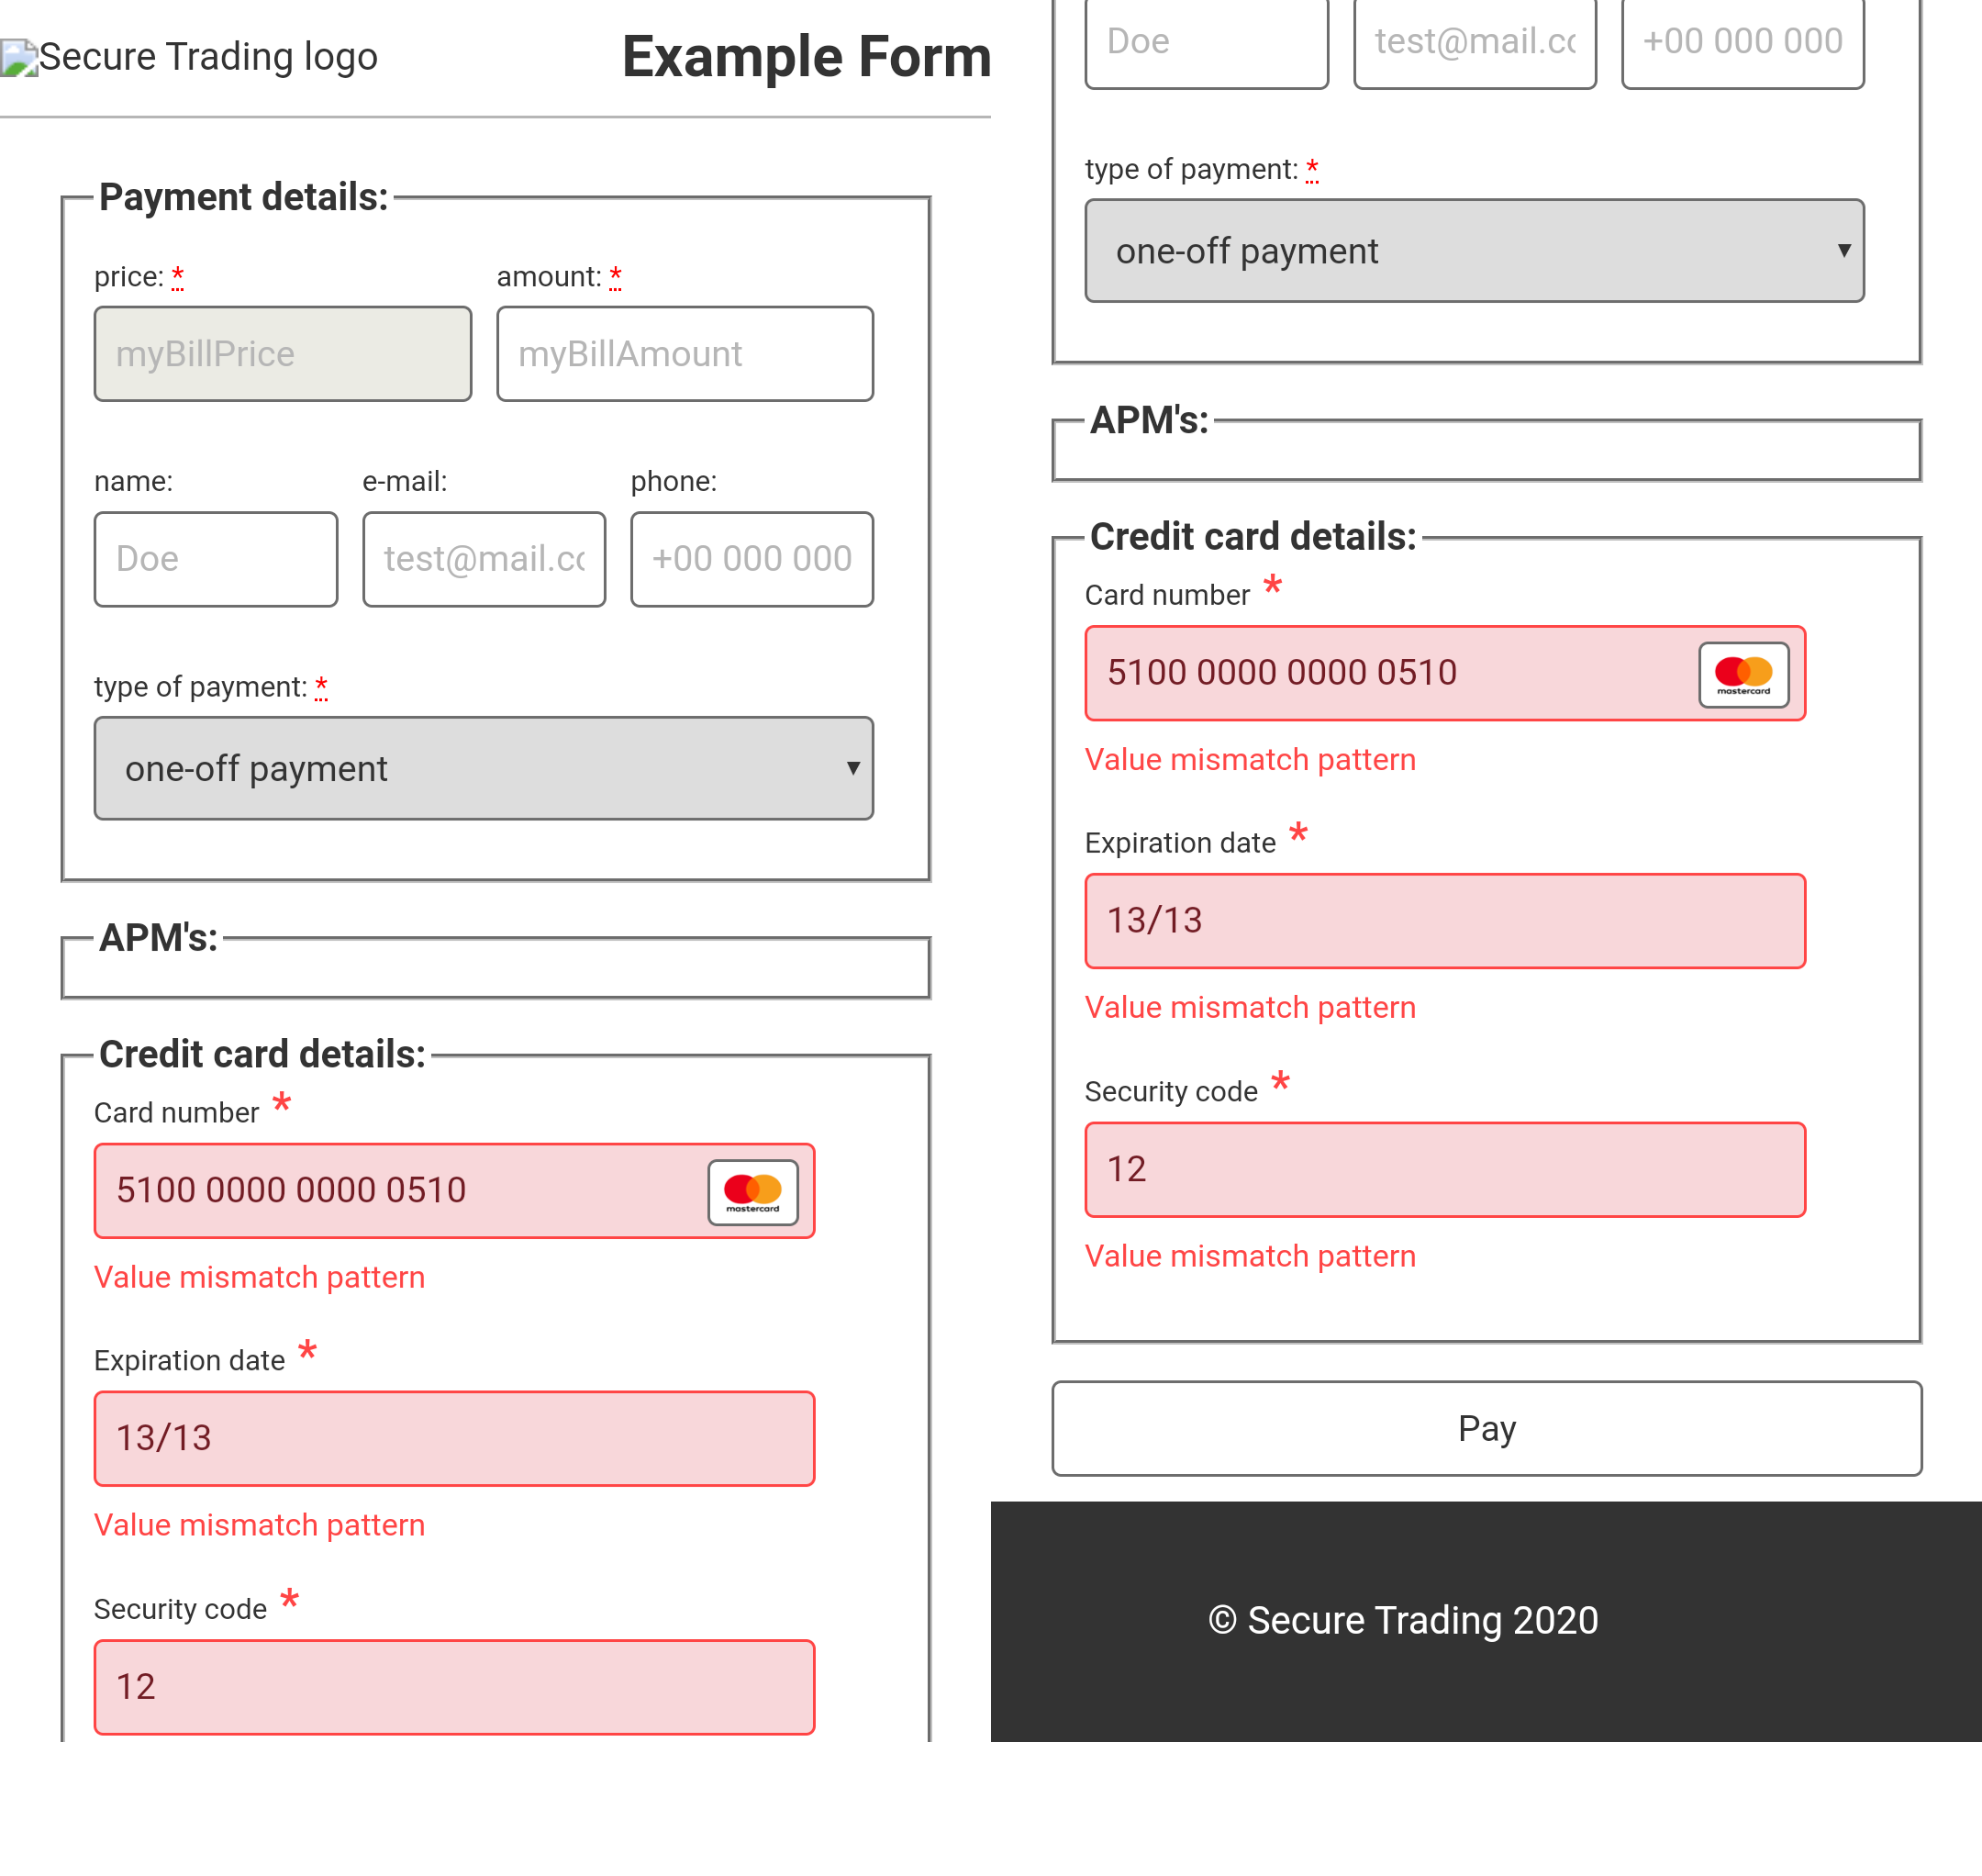 Secure Trading logo
Example Form
Payment details:
price: * amount: *
myBillPrice myBillAmount
name: e-mail: phone:
Doe test@mail.cc +00 000 000
type of payment: *
one-off payment
APM's:
Credit card details:
Card number *
5100 0000 0000 0510
mastercard
Value mismatch pattern
Expiration date *
13/13
Value mismatch pattern
Security code *
12
Doe test@mail.cc +00 000 000
type of payment: *
one-off payment
APM's:
Credit card details:
Card number *
5100 0000 0000 0510
mastercard
Value mismatch pattern
Expiration date *
13/13
Value mismatch pattern
Security code *
12
Value mismatch pattern
Pay
© Secure Trading 2020